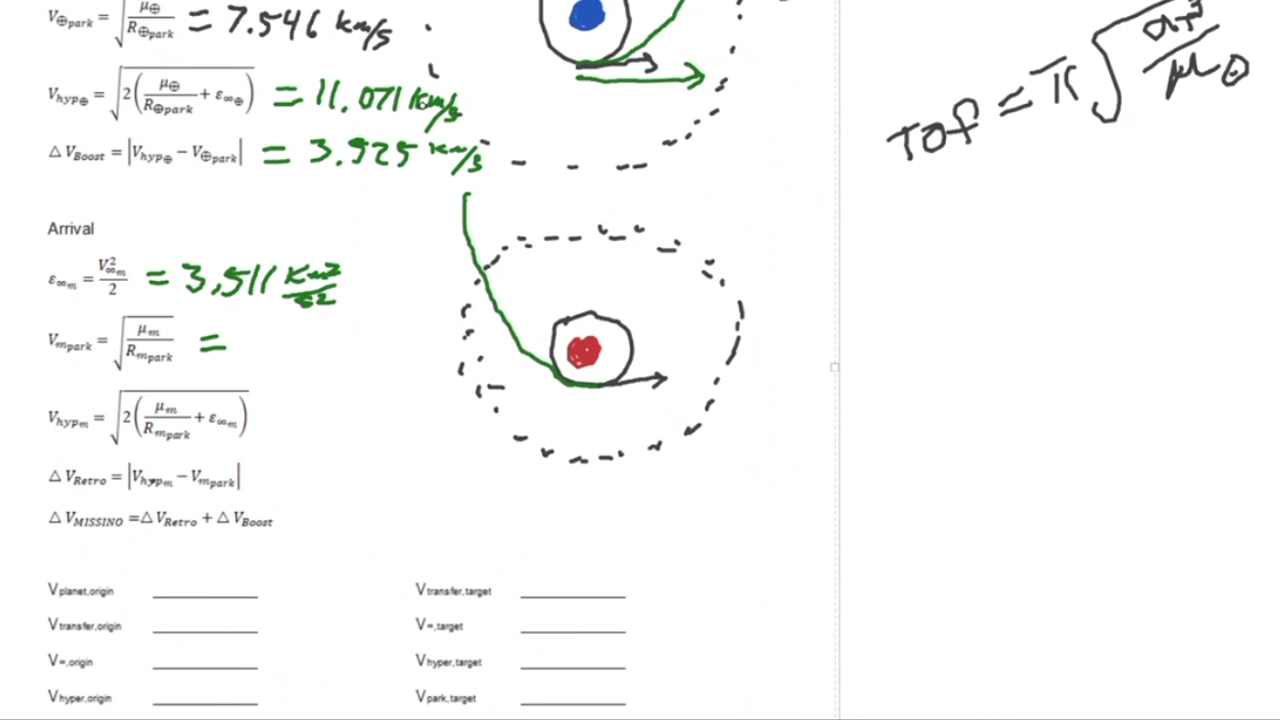 V⊕park = √(μ⊕/R⊕park) = 7.546 km/s
Vhyp⊕ = √(2(μ⊕/R⊕park + ε∞⊕)) = 11.071 km/s
△ VBoost = |Vhyp⊕ − V⊕park| = 3.525 km/s
TOF = π√(aT³/μ⊙)
Arrival
ε∞m = V²∞m/2 = 3.511 km²/s²
Vmpark = √(μm/Rmpark) =
Vhypm = √(2(μm/Rmpark + ε∞m))
△ VRetro = |Vhypm − Vmpark|
△ VMISSINO =△ VRetro + △ VBoost
Vplanet,origin Vtransfer,target
Vtransfer,origin V∞,target
V∞,origin Vhyper,target
Vhyper,origin Vpark,target